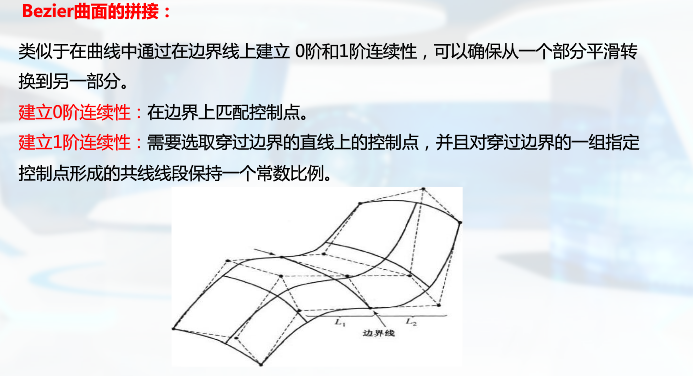 Bezier曲面的拼接：
类似于在曲线中通过在边界线上建立 0阶和1阶连续性，可以确保从一个部分平滑转
换到另一部分。
建立0阶连续性：在边界上匹配控制点。
建立1阶连续性：需要选取穿过边界的直线上的控制点，并且对穿过边界的一组指定
控制点形成的共线线段保持一个常数比例。
L₁ L₂
边界线